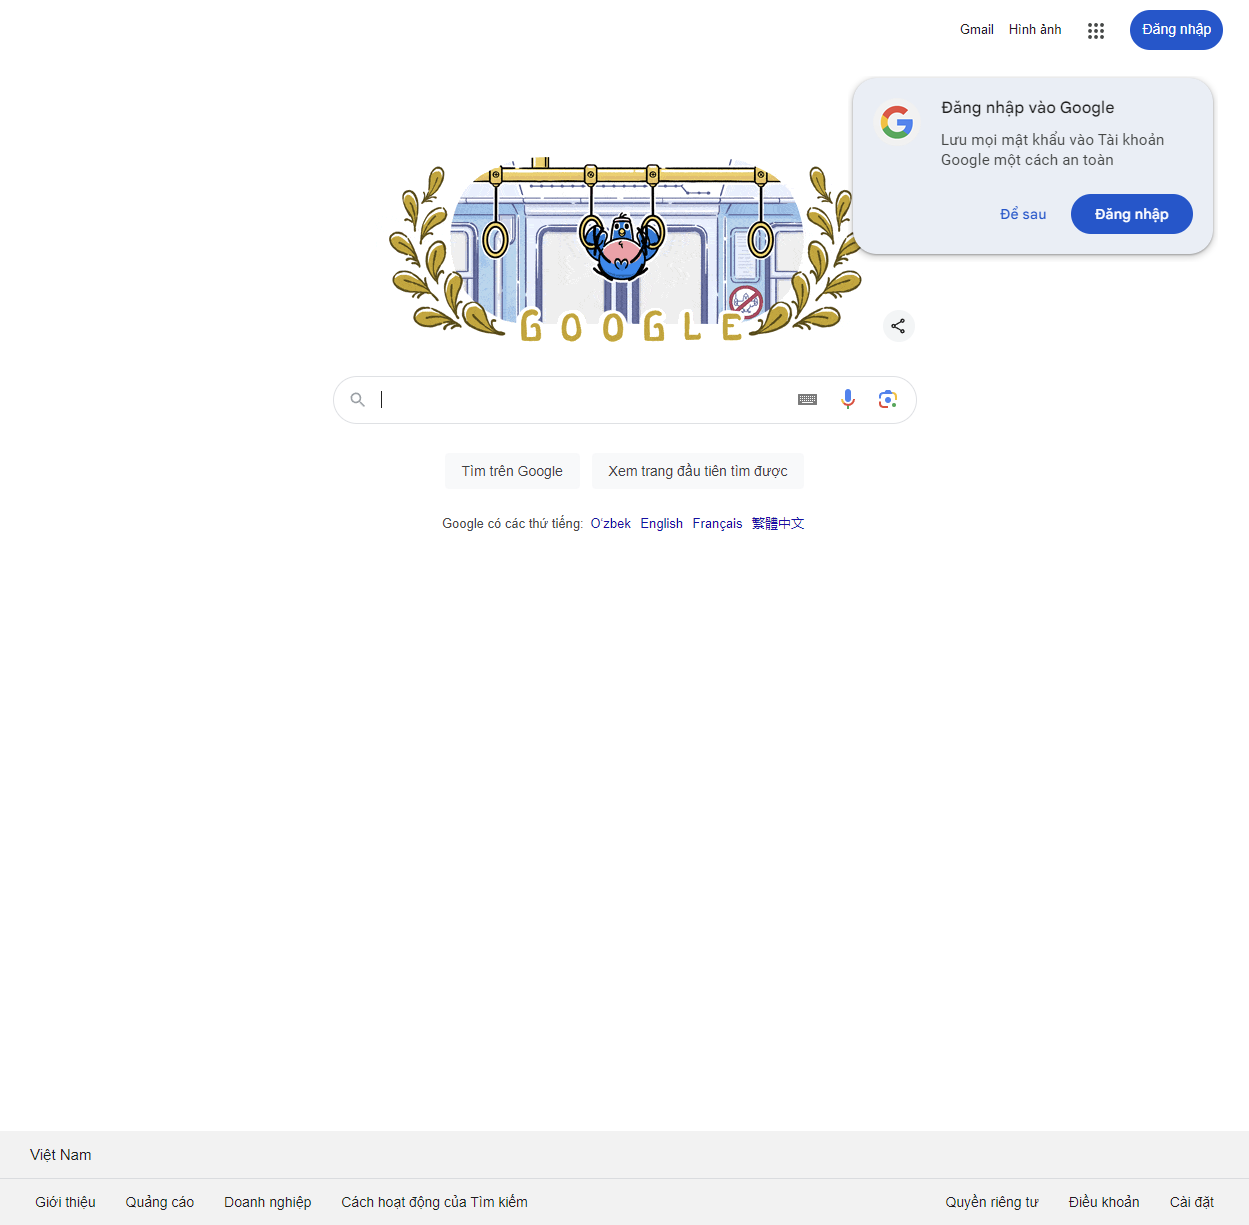 Gmail Hình ảnh Đăng nhập
Đăng nhập vào Google
Lưu mọi mật khẩu vào Tài khoản
Google một cách an toàn
Để sau Đăng nhập
GOOGLE
Tìm trên Google Xem trang đầu tiên tìm được
Google có các thứ tiếng: Oʻzbek English Français 繁體中文
Việt Nam
Giới thiệu Quảng cáo Doanh nghiệp Cách hoạt động của Tìm kiếm Quyền riêng tư Điều khoản Cài đặt